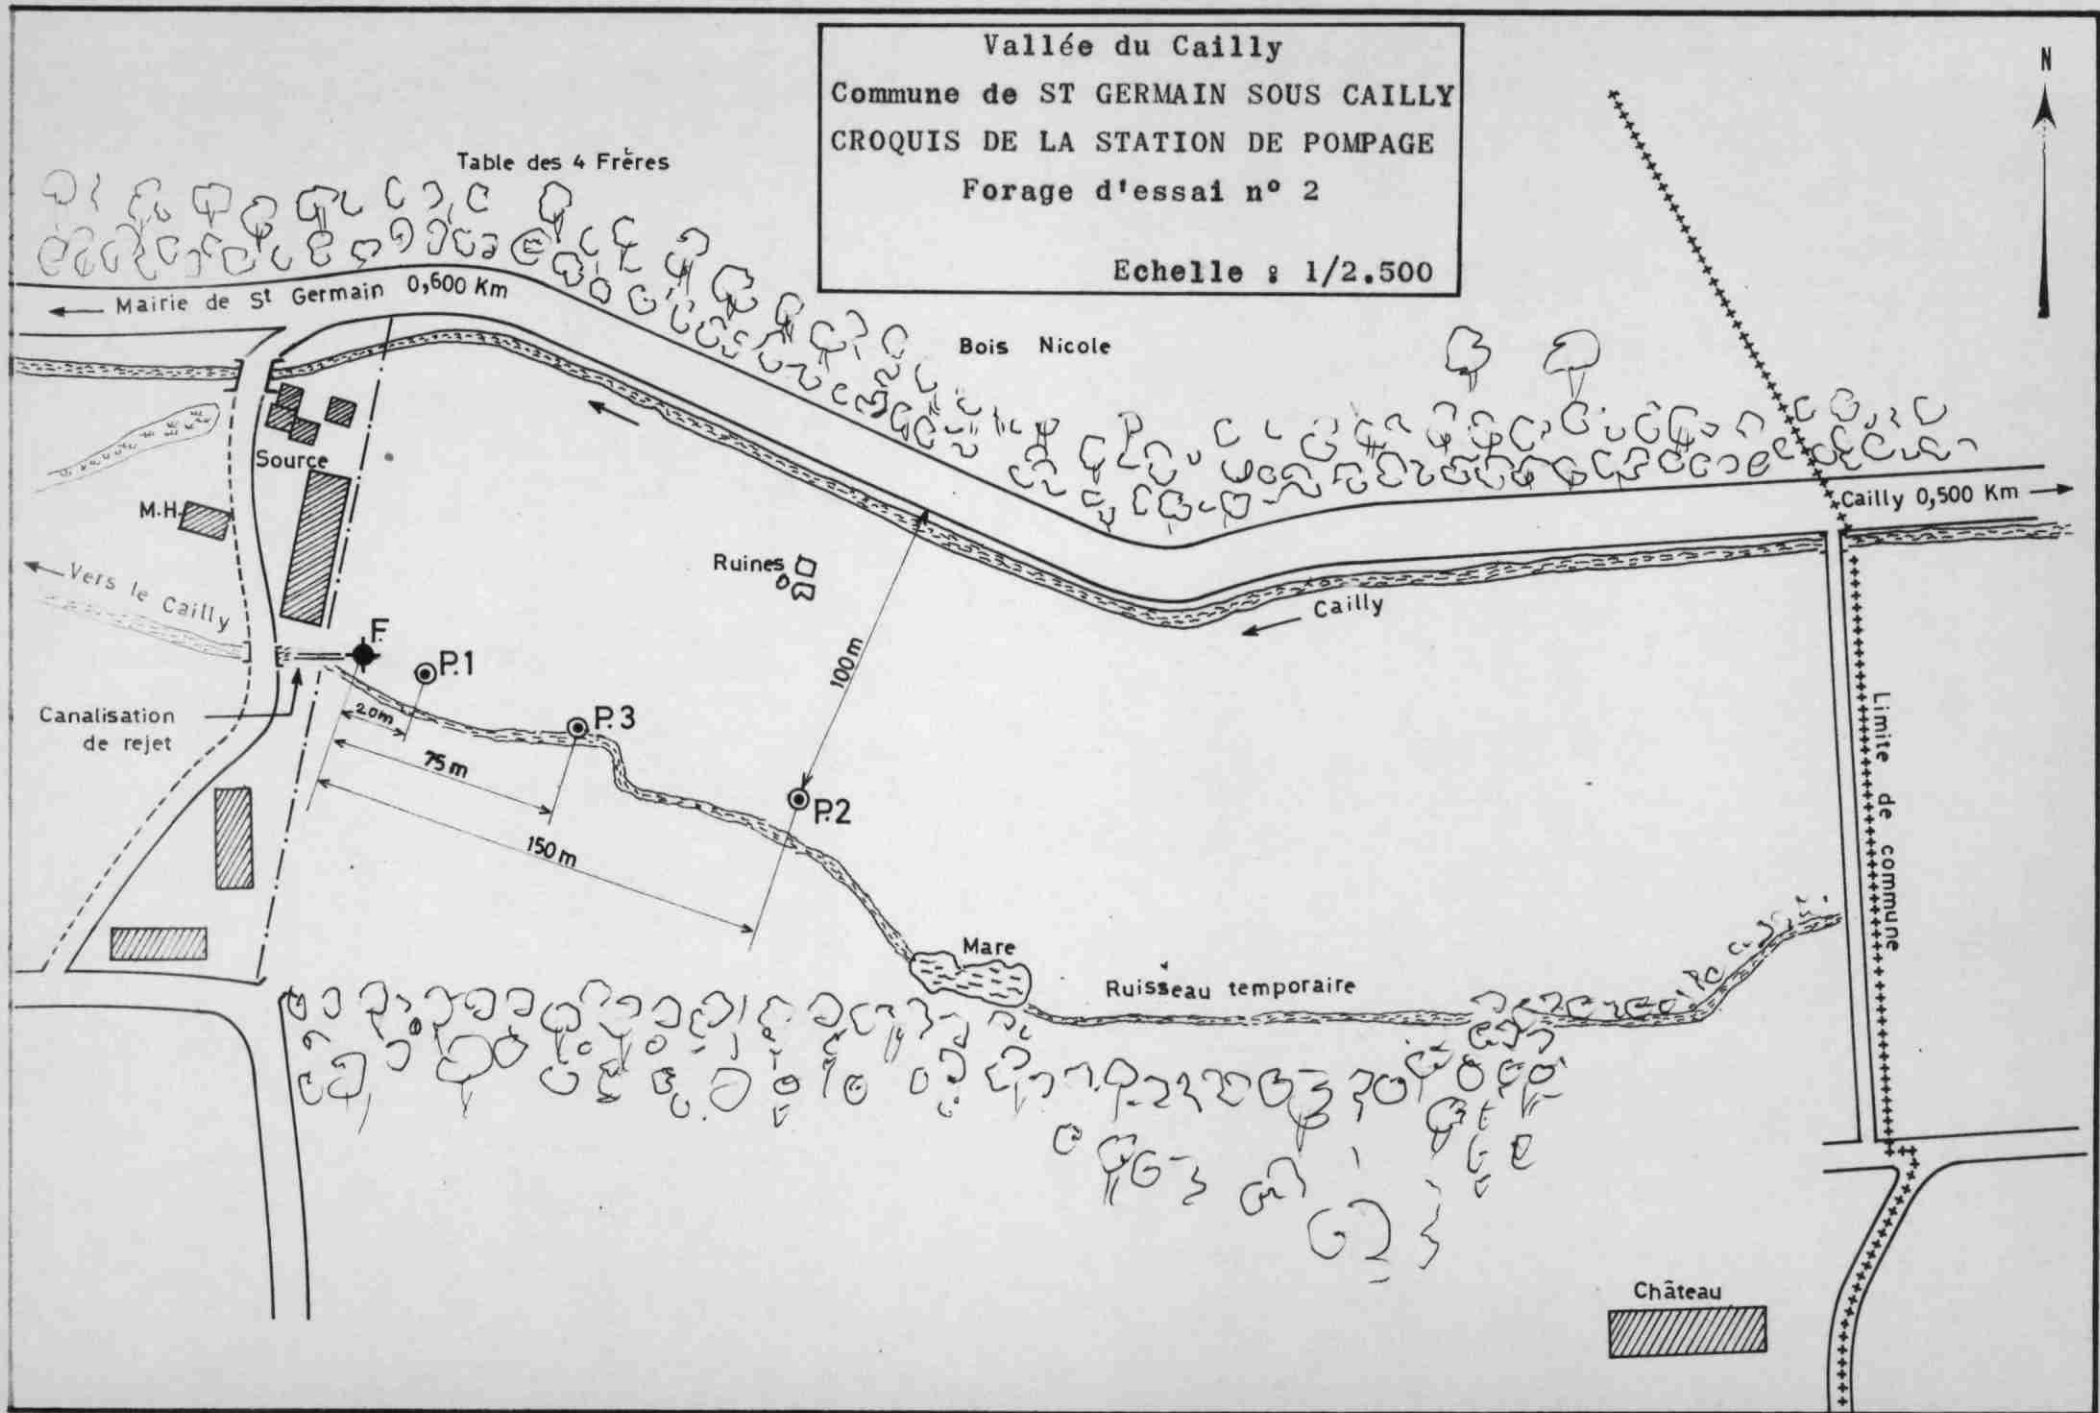 Vallée du Cailly
Commune de ST GERMAIN SOUS CAILLY
CROQUIS DE LA STATION DE POMPAGE
Forage d'essai nº 2
Echelle : 1/2.500
N
Table des 4 Frères
Mairie de St Germain 0,600 Km
Bois Nicole
Source
M.H.
Cailly 0,500 Km
Ruines
Vers le Cailly
Cailly
F.
P.1
100m
Canalisation
de rejet
20m
P.3
75m
P.2
150m
Limite de commune
Mare
Ruisseau temporaire
Château